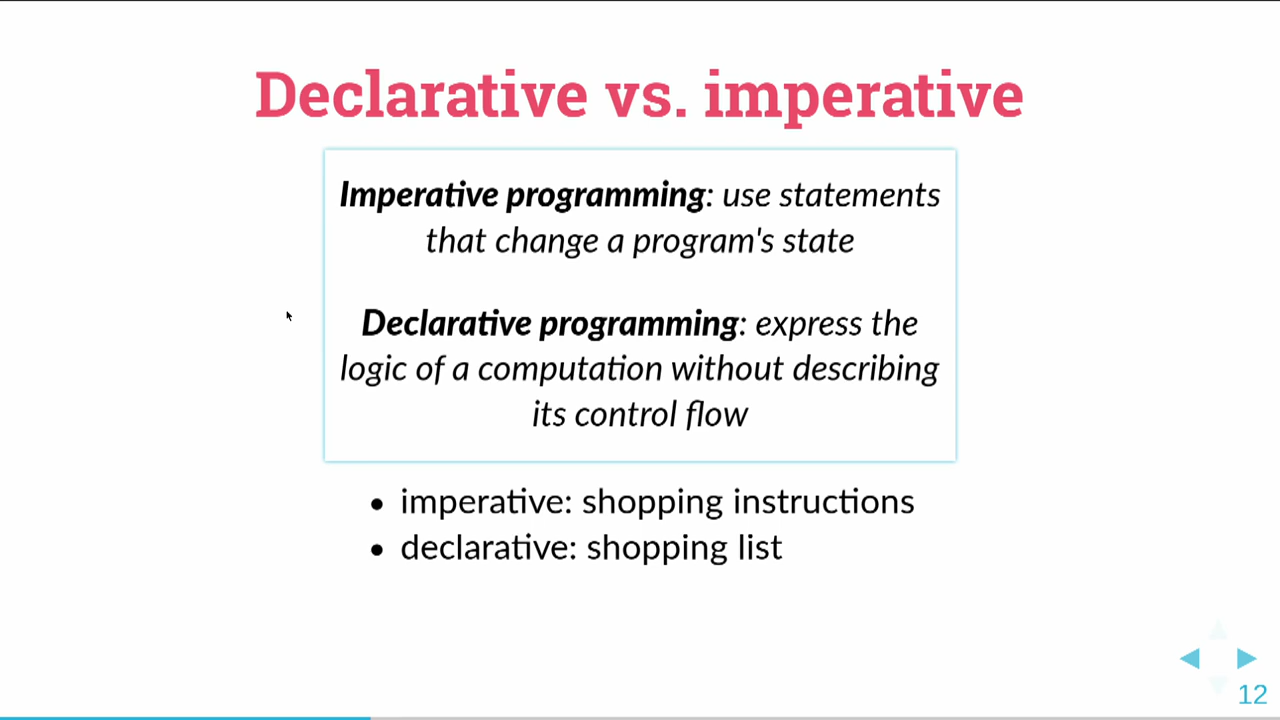 Declarative vs. imperative
Imperative programming: use statements
that change a program's state
Declarative programming: express the
logic of a computation without describing
its control flow
• imperative: shopping instructions
• declarative: shopping list
12